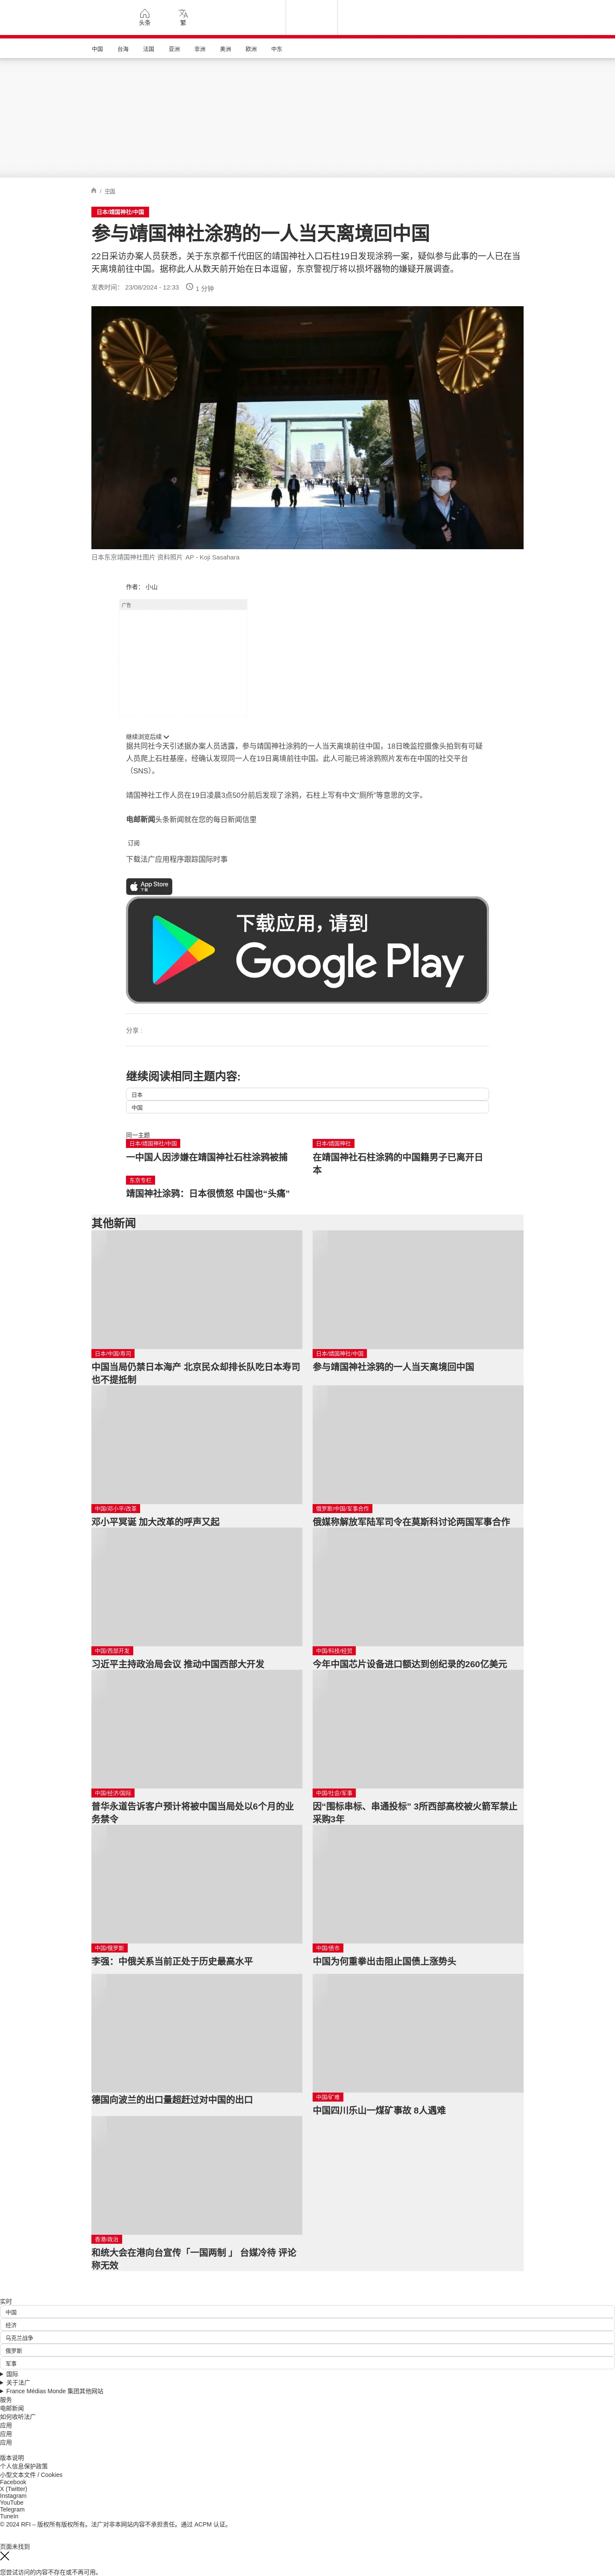 头条
繁
中国 台海 法国 亚洲 非洲 美洲 欧洲 中东
/ 中国
日本/靖国神社/中国
参与靖国神社涂鸦的一人当天离境回中国
22日采访办案人员获悉，关于东京都千代田区的靖国神社入口石柱19日发现涂鸦一案，疑似参与此事的一人已在当
天离境前往中国。据称此人从数天前开始在日本逗留，东京警视厅将以损坏器物的嫌疑开展调查。
发表时间： 23/08/2024 - 12:33 1 分钟
日本东京靖国神社图片 资料照片 AP - Koji Sasahara
作者： 小山
广告
继续浏览后续
据共同社今天引述据办案人员透露，参与靖国神社涂鸦的一人当天离境前往中国，18日晚监控摄像头拍到有可疑
人员爬上石柱基座，经确认发现同一人在19日离境前往中国。此人可能已将涂鸦照片发布在中国的社交平台
（SNS）。
靖国神社工作人员在19日凌晨3点50分前后发现了涂鸦，石柱上写有中文“厕所”等意思的文字。
电邮新闻头条新闻就在您的每日新闻信里
订阅
下载法广应用程序跟踪国际时事
App Store
下载
下载应用，请到
Google Play
分享 :
继续阅读相同主题内容:
日本
中国
同一主题
日本/靖国神社/中国
一中国人因涉嫌在靖国神社石柱涂鸦被捕
日本/靖国神社
在靖国神社石柱涂鸦的中国籍男子已离开日
本
东京专栏
靖国神社涂鸦：日本很愤怒 中国也“头痛”
其他新闻
日本/中国/寿司
中国当局仍禁日本海产 北京民众却排长队吃日本寿司
也不提抵制
日本/靖国神社/中国
参与靖国神社涂鸦的一人当天离境回中国
中国/邓小平/改革
邓小平冥诞 加大改革的呼声又起
俄罗斯/中国/军事合作
俄媒称解放军陆军司令在莫斯科讨论两国军事合作
中国/西部开发
习近平主持政治局会议 推动中国西部大开发
中国/科技/经贸
今年中国芯片设备进口额达到创纪录的260亿美元
中国/经济/国际
普华永道告诉客户预计将被中国当局处以6个月的业
务禁令
中国/社会/军事
因“围标串标、串通投标” 3所西部高校被火箭军禁止
采购3年
中国/俄罗斯
李强：中俄关系当前正处于历史最高水平
中国/债市
中国为何重拳出击阻止国债上涨势头
德国向波兰的出口量超赶过对中国的出口
中国/矿难
中国四川乐山一煤矿事故 8人遇难
香港/政治
和统大会在港向台宣传「一国两制 」 台媒冷待 评论
称无效
实时
中国
经济
乌克兰战争
俄罗斯
军事
国际
关于法广
France Médias Monde 集团其他网站
服务
电邮新闻
如何收听法广
应用
应用
应用
版本说明
个人信息保护政策
小型文本文件 / Cookies
Facebook
X (Twitter)
Instagram
YouTube
Telegram
TuneIn
© 2024 RFI – 版权所有版权所有。法广对非本网站内容不承担责任。通过 ACPM 认证。
页面未找到
您尝试访问的内容不存在或不再可用。